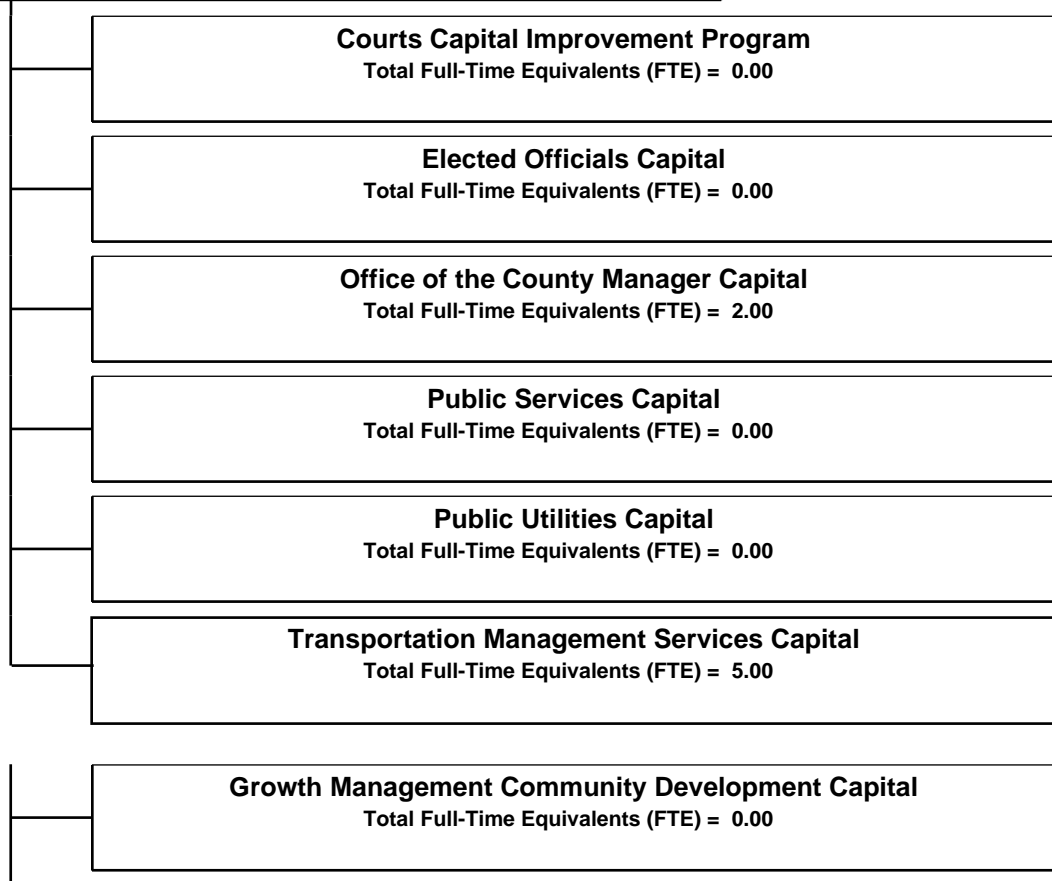 Courts Capital Improvement Program
Total Full-Time Equivalents (FTE) = 0.00
Elected Officials Capital
Total Full-Time Equivalents (FTE) = 0.00
Office of the County Manager Capital
Total Full-Time Equivalents (FTE) = 2.00
Public Services Capital
Total Full-Time Equivalents (FTE) = 0.00
Public Utilities Capital
Total Full-Time Equivalents (FTE) = 0.00
Transportation Management Services Capital
Total Full-Time Equivalents (FTE) = 5.00
Growth Management Community Development Capital
Total Full-Time Equivalents (FTE) = 0.00